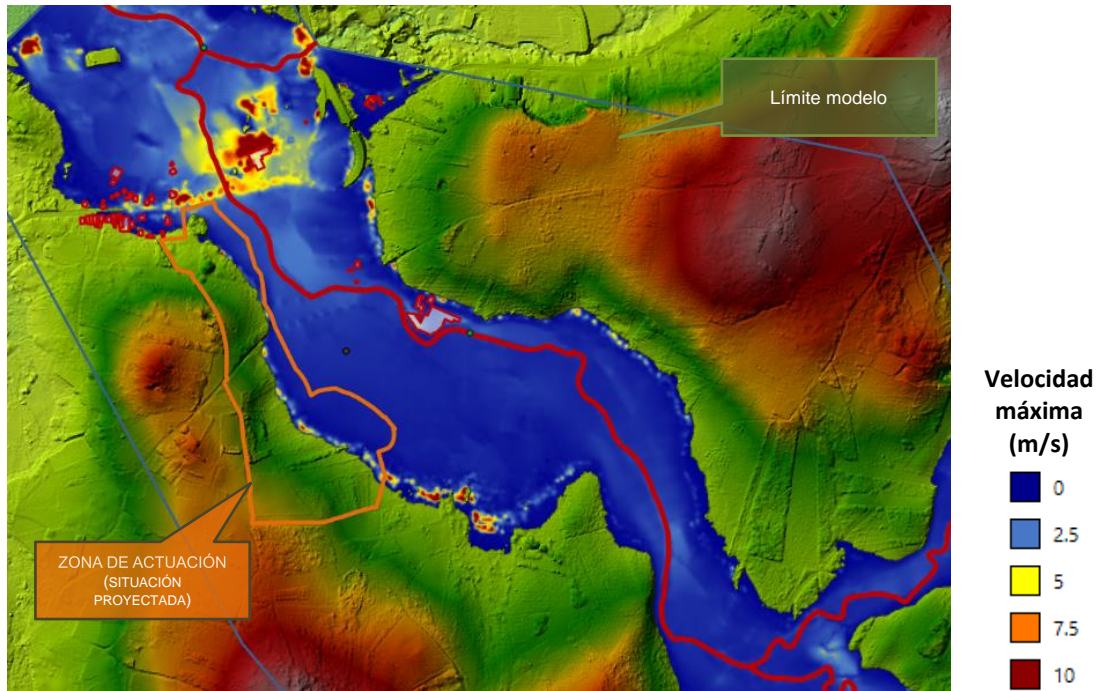 Límite modelo
ZONA DE ACTUACIÓN
(SITUACIÓN
PROYECTADA)
Velocidad
máxima
(m/s)
0
2.5
5
7.5
10